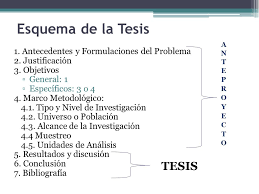 Esquema de la Tesis
1. Antecedentes y Formulaciones del Problema
2. Justificación
3. Objetivos
▫ General: 1
▫ Específicos: 3 o 4
4. Marco Metodológico:
4.1. Tipo y Nivel de Investigación
4.2. Universo o Población
4.3. Alcance de la Investigación
4.4 Muestreo
4.5. Unidades de Análisis
5. Resultados y discusión
6. Conclusión
7. Bibliografía
A
N
T
E
P
R
O
Y
E
C
T
O
TESIS